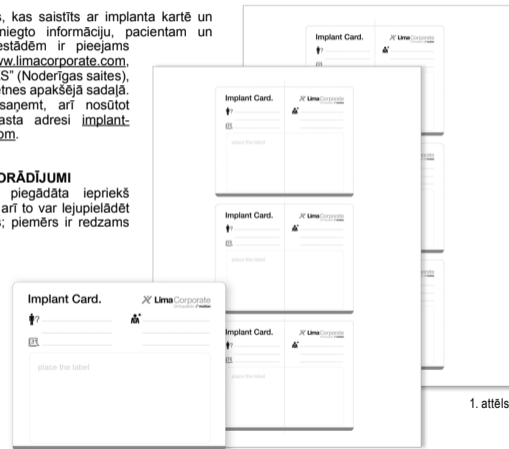 s, kas saistīts ar implanta kartē un
niegto informāciju, pacientam un
estādēm ir pieejams
ww.limacorporate.com,
S" (Noderīgas saites),
etnes apakšējā sadaļā.
saņemt, arī nosūtot
asta adresi implant-
om.
ORĀDĪJUMI
piegādāta iepriekš
arī to var lejupielādēt
s; piemērs ir redzams
Implant Card. LimaCorporate
Implant Card. LimaCorporate
place the label
Implant Card. LimaCorporate
place the label
Implant Card. LimaCorporate
place the label
Implant Card. LimaCorporate
?
31
place the label
1. attēls